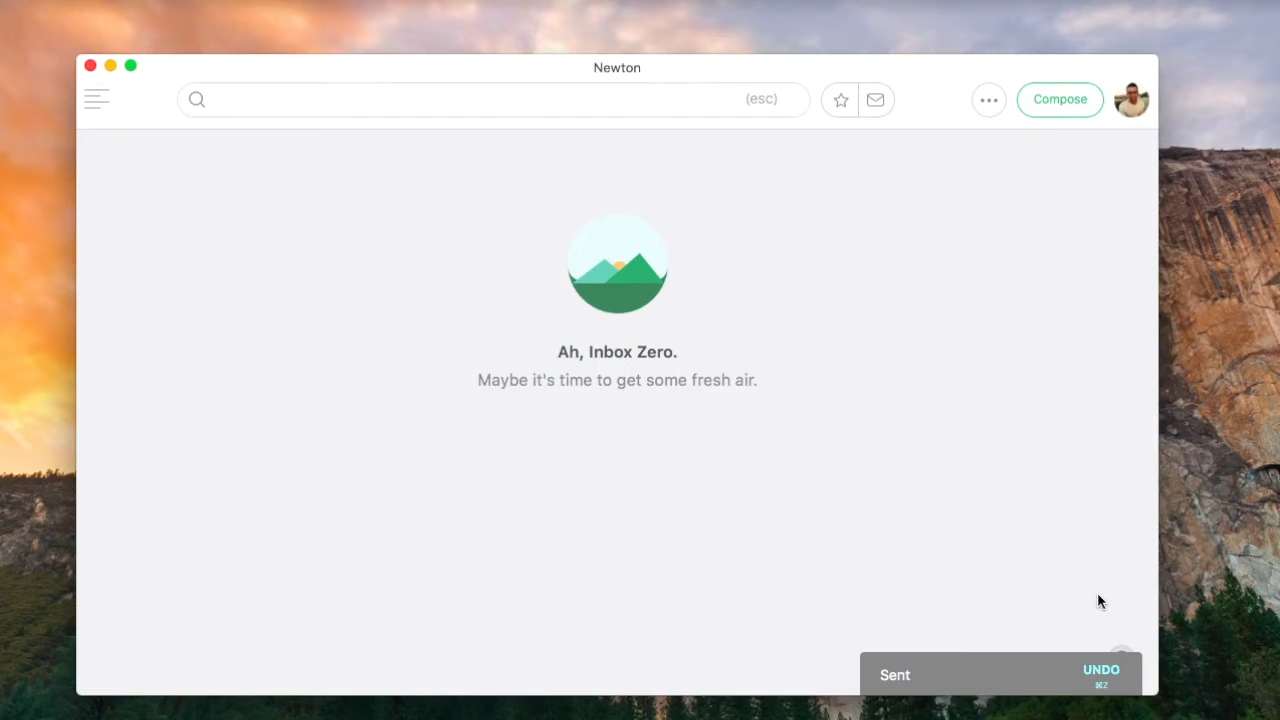 Newton
(esc)
Compose
Ah, Inbox Zero.
Maybe it's time to get some fresh air.
Sent
UNDO
⌘Z